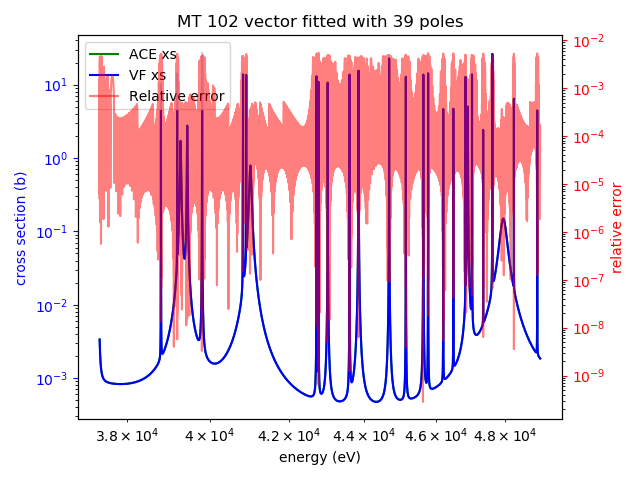 MT 102 vector fitted with 39 poles
ACE xs
VF xs
Relative error
10¹
10⁰
10⁻¹
10⁻²
10⁻³
cross section (b)
10⁻²
10⁻³
10⁻⁴
10⁻⁵
10⁻⁶
10⁻⁷
10⁻⁸
10⁻⁹
relative error
3.8 × 10⁴ 4 × 10⁴ 4.2 × 10⁴ 4.4 × 10⁴ 4.6 × 10⁴ 4.8 × 10⁴
energy (eV)